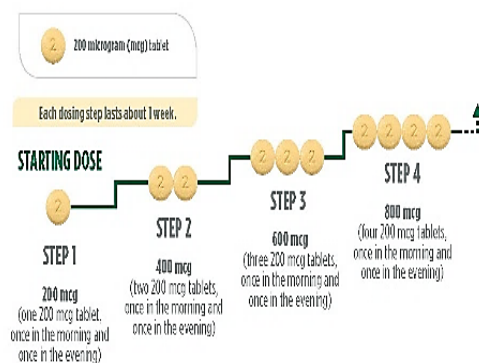 2
200 microgram (mcg) tablet
Each dosing step lasts about 1 week.
STARTING DOSE
2
STEP 1
200 mcg
(one 200 mcg tablet,
once in the morning and
once in the evening)
2 2
STEP 2
400 mcg
(two 200 mcg tablets,
once in the morning and
once in the evening)
2 2 2
STEP 3
600 mcg
(three 200 mcg tablets,
once in the morning and
once in the evening)
2 2 2 2
STEP 4
800 mcg
(four 200 mcg tablets,
once in the morning and
once in the evening)